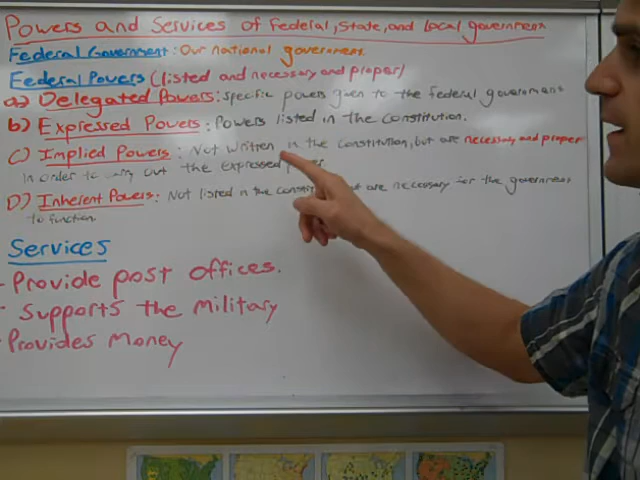 Powers and Services of Federal, State, and Local government
Federal Government: Our national government.
Federal Powers (listed and necessary and proper)
a) Delegated Powers: specific powers given to the federal government
b) Expressed Powers: Powers listed in the Constitution.
C) Implied Powers: Not written in the Constitution, but are necessary and proper
in order to carry out the expressed power.
D) Inherent Powers: Not listed in the but are necessary for the government
to function.
Services
- Provide post offices.
- Supports the Military
- Provides Money